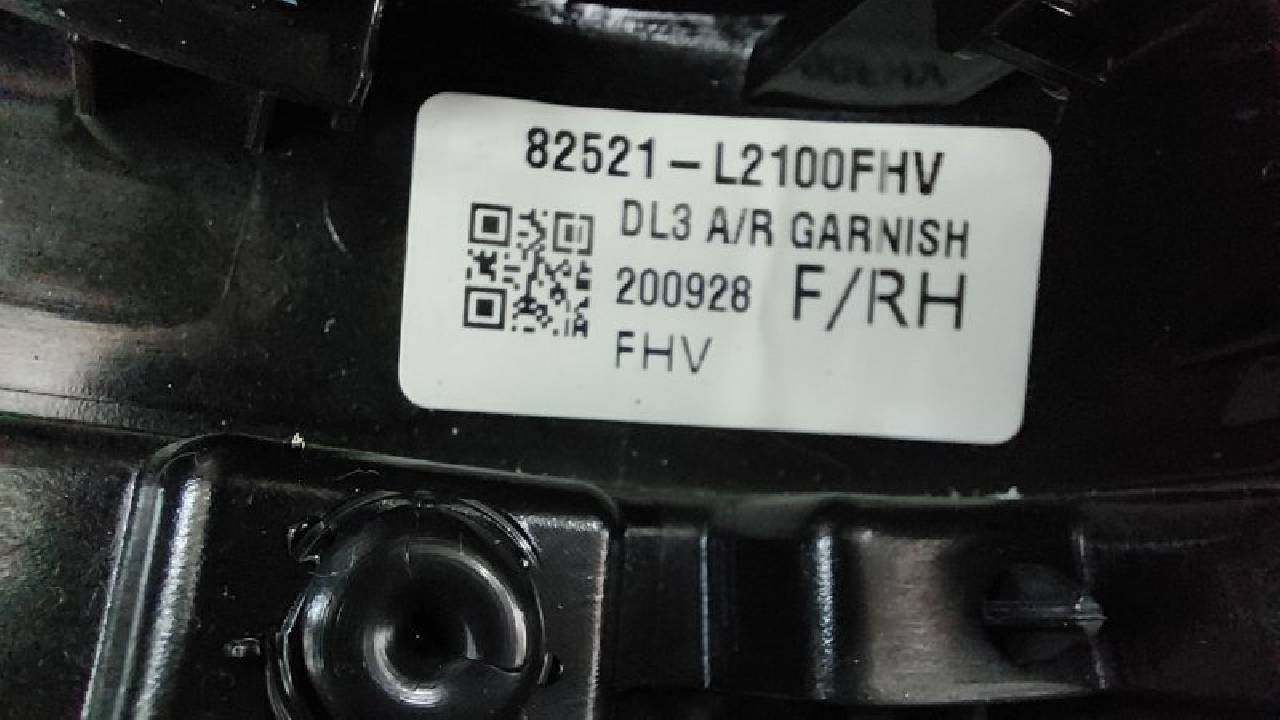 82521-L2100FHV
DL3 A/R GARNISH
200928 F/RH
FHV